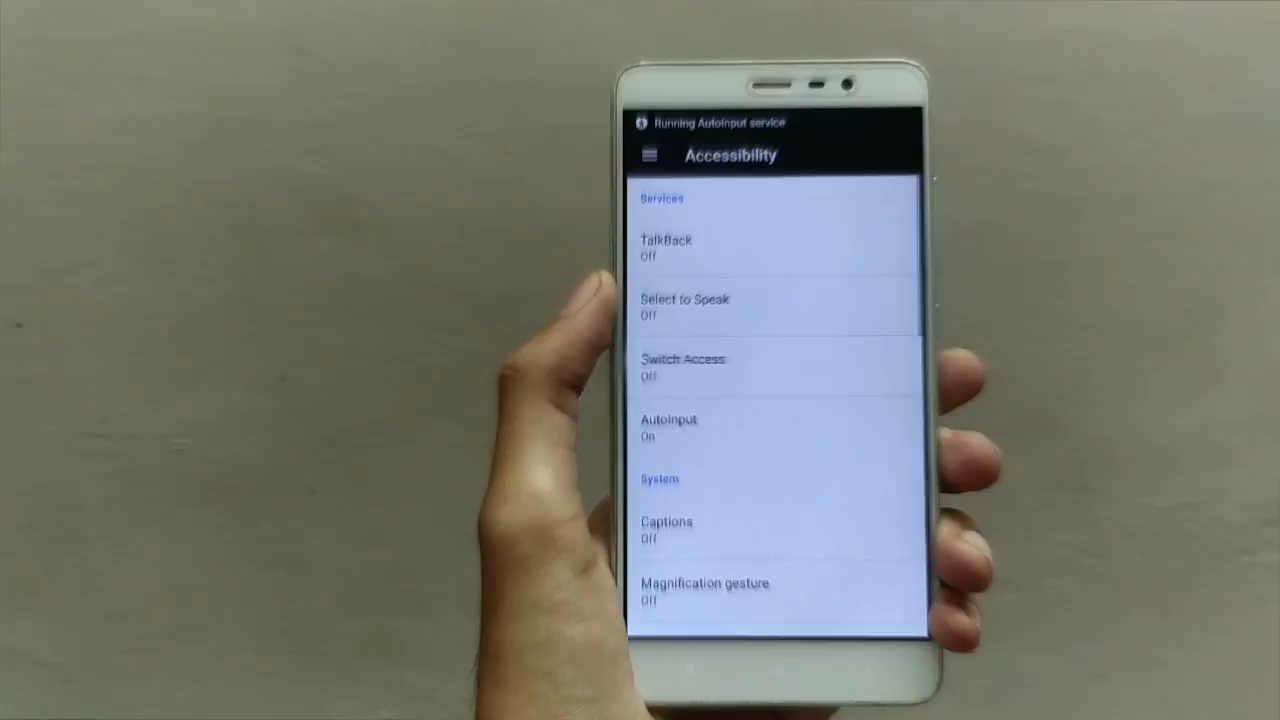 Running AutoInput service
Accessibility
Services
TalkBack
Off
Select to Speak
Off
Switch Access
Off
AutoInput
On
System
Captions
Off
Magnification gesture
Off